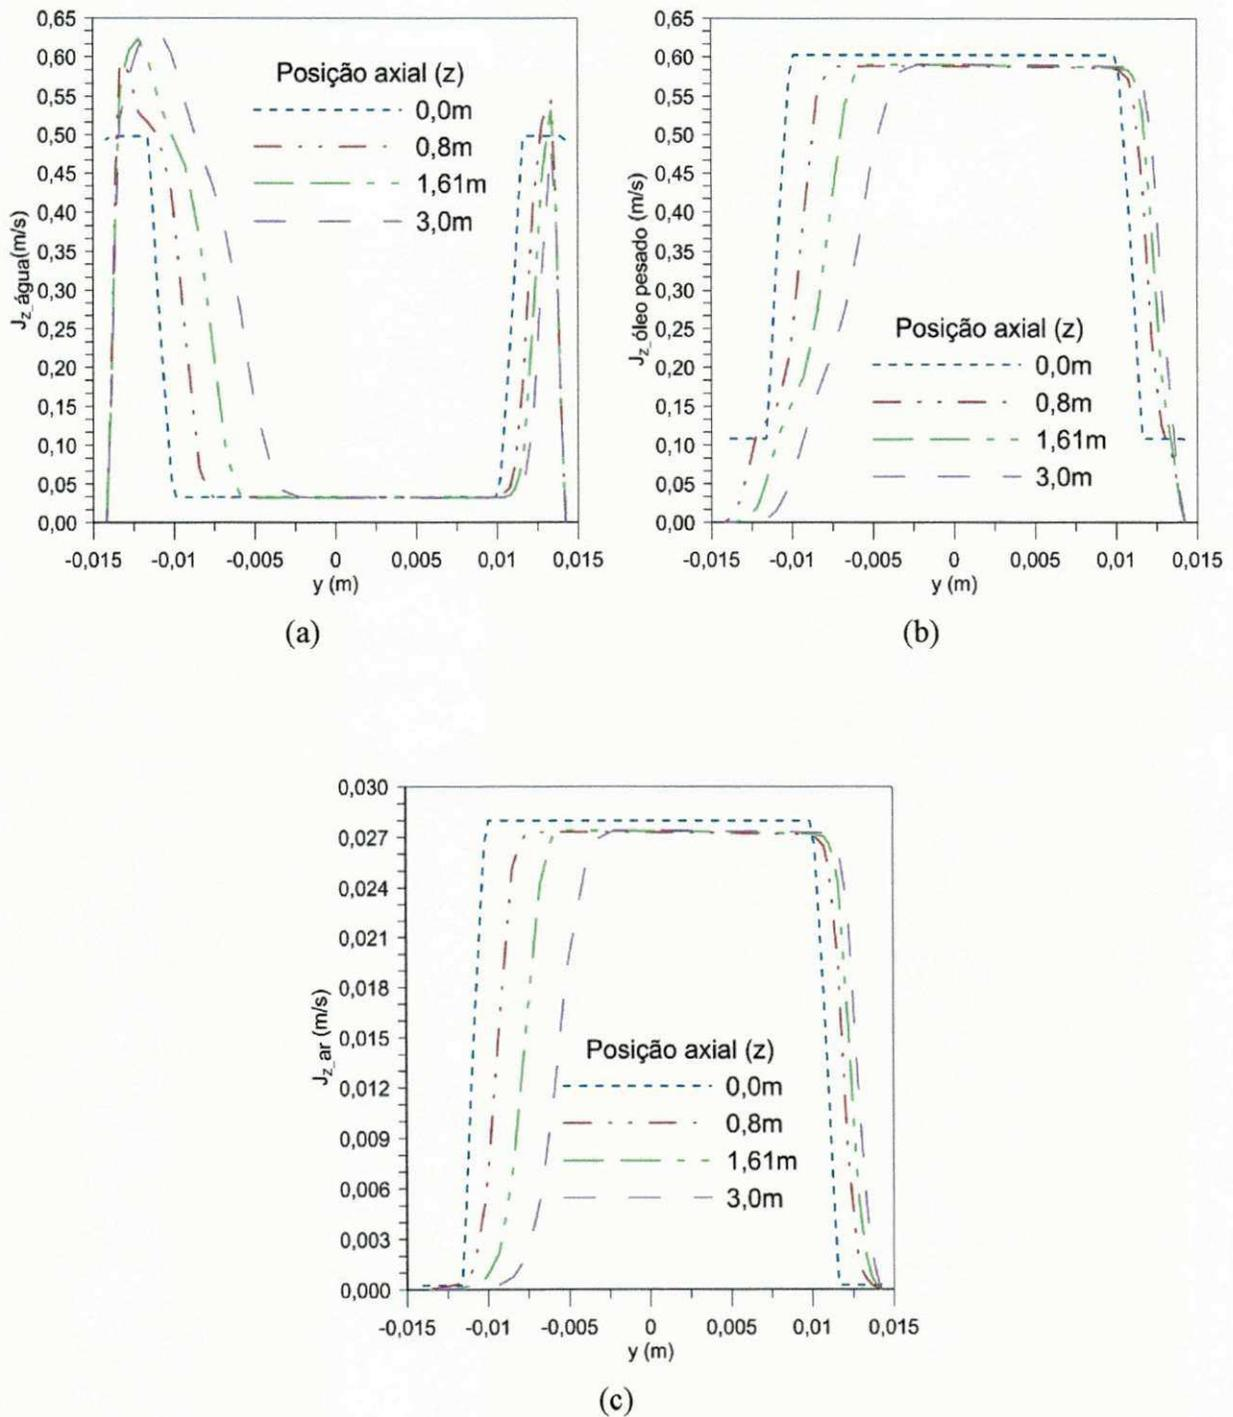 0,65
0,60
0,55
0,50
0,45
0,40
0,35
0,30
0,25
0,20
0,15
0,10
0,05
0,00
J_z_água(m/s)
Posição axial (z)
0,0m
0,8m
1,61m
3,0m
-0,015 -0,01 -0,005 0 0,005 0,01 0,015
y (m)
(a)
0,65
0,60
0,55
0,50
0,45
0,40
0,35
0,30
0,25
0,20
0,15
0,10
0,05
0,00
J_z_óleo pesado (m/s)
Posição axial (z)
0,0m
0,8m
1,61m
3,0m
-0,015 -0,01 -0,005 0 0,005 0,01 0,015
y (m)
(b)
0,030
0,027
0,024
0,021
0,018
0,015
0,012
0,009
0,006
0,003
0,000
J_z_ar (m/s)
Posição axial (z)
0,0m
0,8m
1,61m
3,0m
-0,015 -0,01 -0,005 0 0,005 0,01 0,015
y (m)
(c)